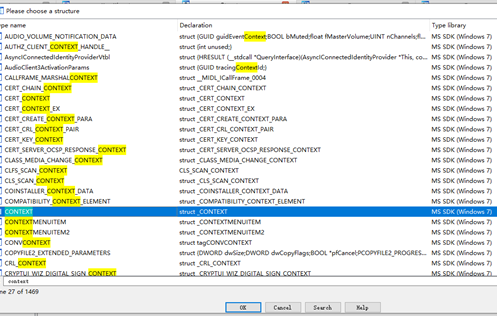 Please choose a structure
ype name Declaration Type library
AUDIO_VOLUME_NOTIFICATION_DATA struct {GUID guidEventContext;BOOL bMuted;float fMasterVolume;UINT nChannels;fl MS SDK (Windows 7)
AUTHZ_CLIENT_CONTEXT_HANDLE__ struct {int unused;} MS SDK (Windows 7)
AsyncIConnectedIdentityProviderVtbl struct {HRESULT (__stdcall *QueryInterface)(AsyncIConnectedIdentityProvider *This, co... MS SDK (Windows 7)
AudioClient3ActivationParams struct {GUID tracingContextId;} MS SDK (Windows 7)
CALLFRAME_MARSHALCONTEXT struct __MIDL_ICallFrame_0004 MS SDK (Windows 7)
CERT_CHAIN_CONTEXT struct _CERT_CHAIN_CONTEXT MS SDK (Windows 7)
CERT_CONTEXT struct _CERT_CONTEXT MS SDK (Windows 7)
CERT_CONTEXT_EX struct _CERT_CONTEXT_EX MS SDK (Windows 7)
CERT_CREATE_CONTEXT_PARA struct _CERT_CREATE_CONTEXT_PARA MS SDK (Windows 7)
CERT_CRL_CONTEXT_PAIR struct _CERT_CRL_CONTEXT_PAIR MS SDK (Windows 7)
CERT_KEY_CONTEXT struct _CERT_KEY_CONTEXT MS SDK (Windows 7)
CERT_SERVER_OCSP_RESPONSE_CONTEXT struct _CERT_SERVER_OCSP_RESPONSE_CONTEXT MS SDK (Windows 7)
CLASS_MEDIA_CHANGE_CONTEXT struct _CLASS_MEDIA_CHANGE_CONTEXT MS SDK (Windows 7)
CLFS_SCAN_CONTEXT CLS_SCAN_CONTEXT MS SDK (Windows 7)
CLS_SCAN_CONTEXT struct _CLS_SCAN_CONTEXT MS SDK (Windows 7)
COINSTALLER_CONTEXT_DATA struct _COINSTALLER_CONTEXT_DATA MS SDK (Windows 7)
COMPATIBILITY_CONTEXT_ELEMENT struct _COMPATIBILITY_CONTEXT_ELEMENT MS SDK (Windows 7)
CONTEXT struct _CONTEXT MS SDK (Windows 7)
CONTEXTMENUITEM struct _CONTEXTMENUITEM MS SDK (Windows 7)
CONTEXTMENUITEM2 struct _CONTEXTMENUITEM2 MS SDK (Windows 7)
CONVCONTEXT struct tagCONVCONTEXT MS SDK (Windows 7)
COPYFILE2_EXTENDED_PARAMETERS struct {DWORD dwSize;DWORD dwCopyFlags;BOOL *pfCancel;PCOPYFILE2_PROGRES... MS SDK (Windows 7)
CRL_CONTEXT struct _CRL_CONTEXT MS SDK (Windows 7)
CRYPTUI_WIZ_DIGITAL_SIGN_CONTEXT struct _CRYPTUI_WIZ_DIGITAL_SIGN_CONTEXT MS SDK (Windows 7)
context
ne 27 of 1469
OK Cancel Search Help